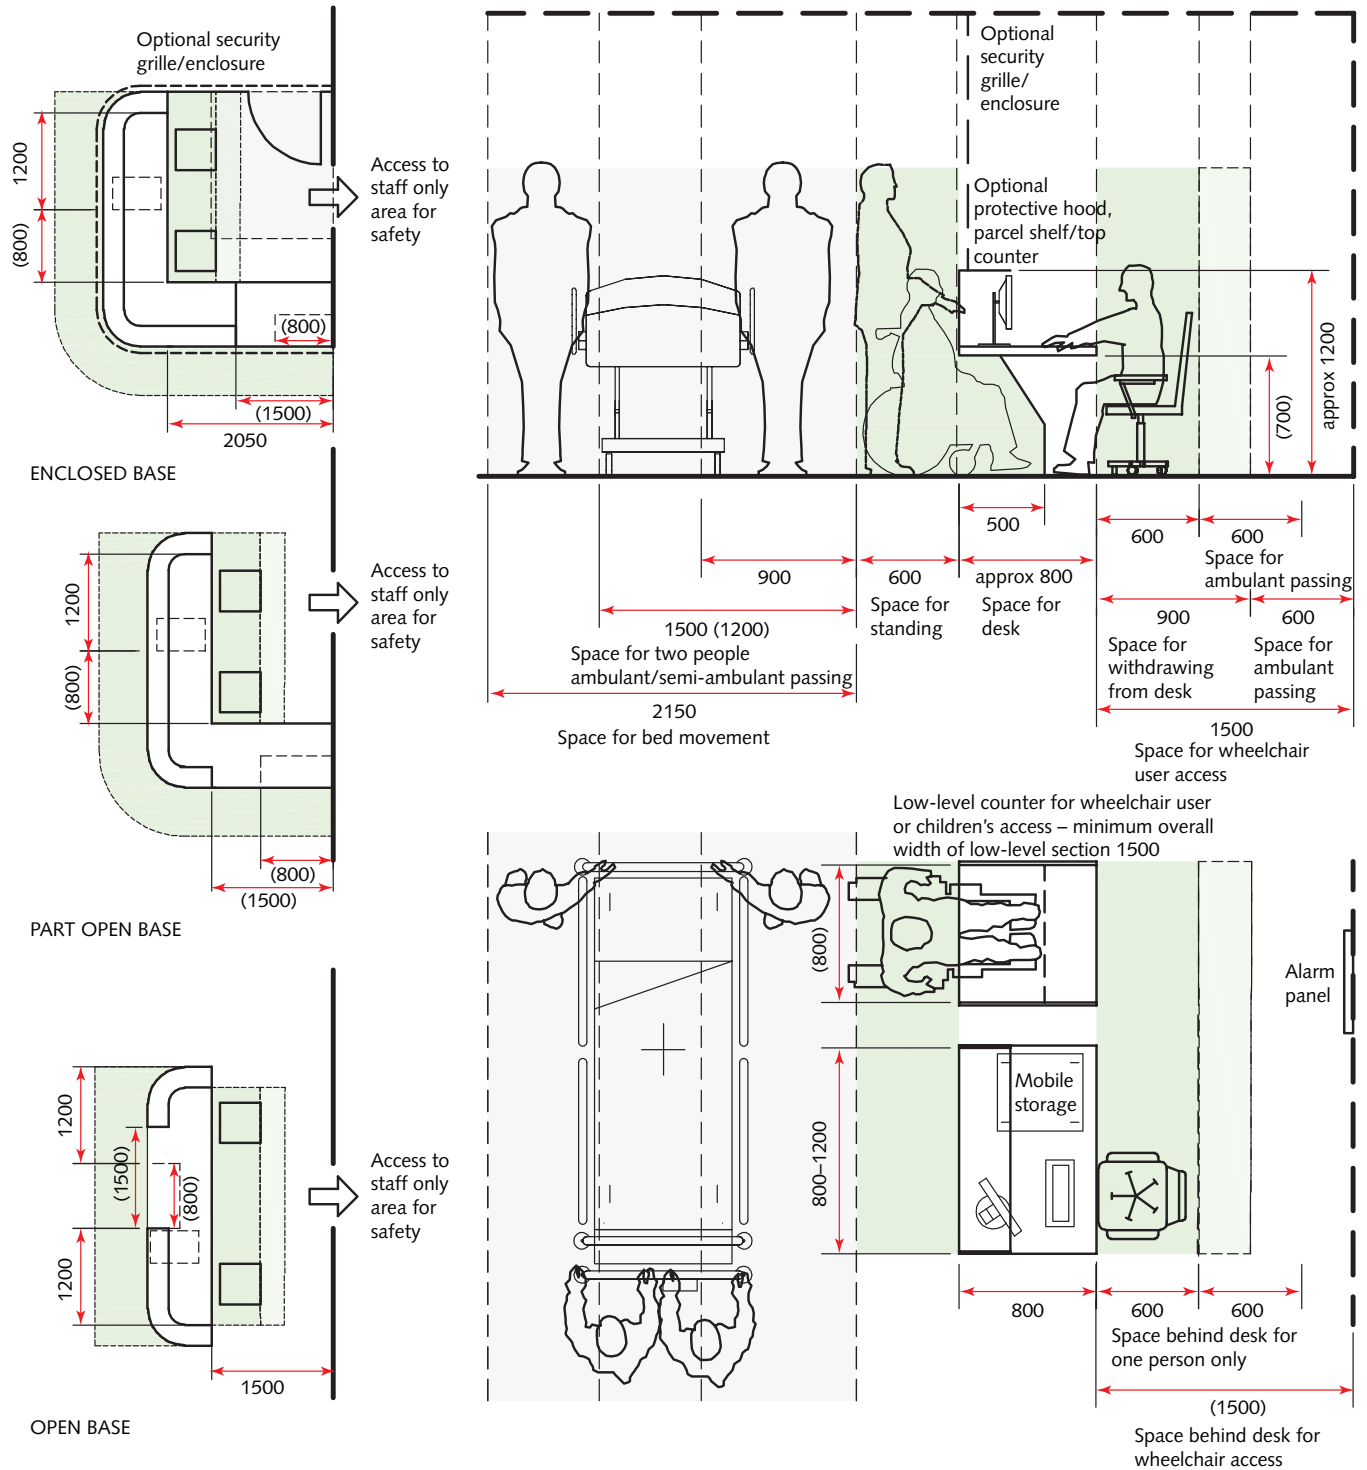 Optional security
grille/enclosure
1200
(800)
Access to
staff only
area for
safety
(800)
(1500)
2050
ENCLOSED BASE
1200
(800)
Access to
staff only
area for
safety
(800)
(1500)
PART OPEN BASE
1200
(1500)
(800)
1200
Access to
staff only
area for
safety
1500
OPEN BASE
Optional
security
grille/
enclosure
Optional
protective hood,
parcel shelf/top
counter
(700)
approx 1200
500
600
600
Space for
ambulant passing
900
600
approx 800
Space for
standing
Space for
desk
1500 (1200)
Space for two people
ambulant/semi-ambulant passing
900
600
Space for
withdrawing
from desk
Space for
ambulant
passing
2150
Space for bed movement
1500
Space for wheelchair
user access
Low-level counter for wheelchair user
or children's access – minimum overall
width of low-level section 1500
(800)
Alarm
panel
Mobile
storage
800–1200
800
600
600
Space behind desk for
one person only
(1500)
Space behind desk for
wheelchair access